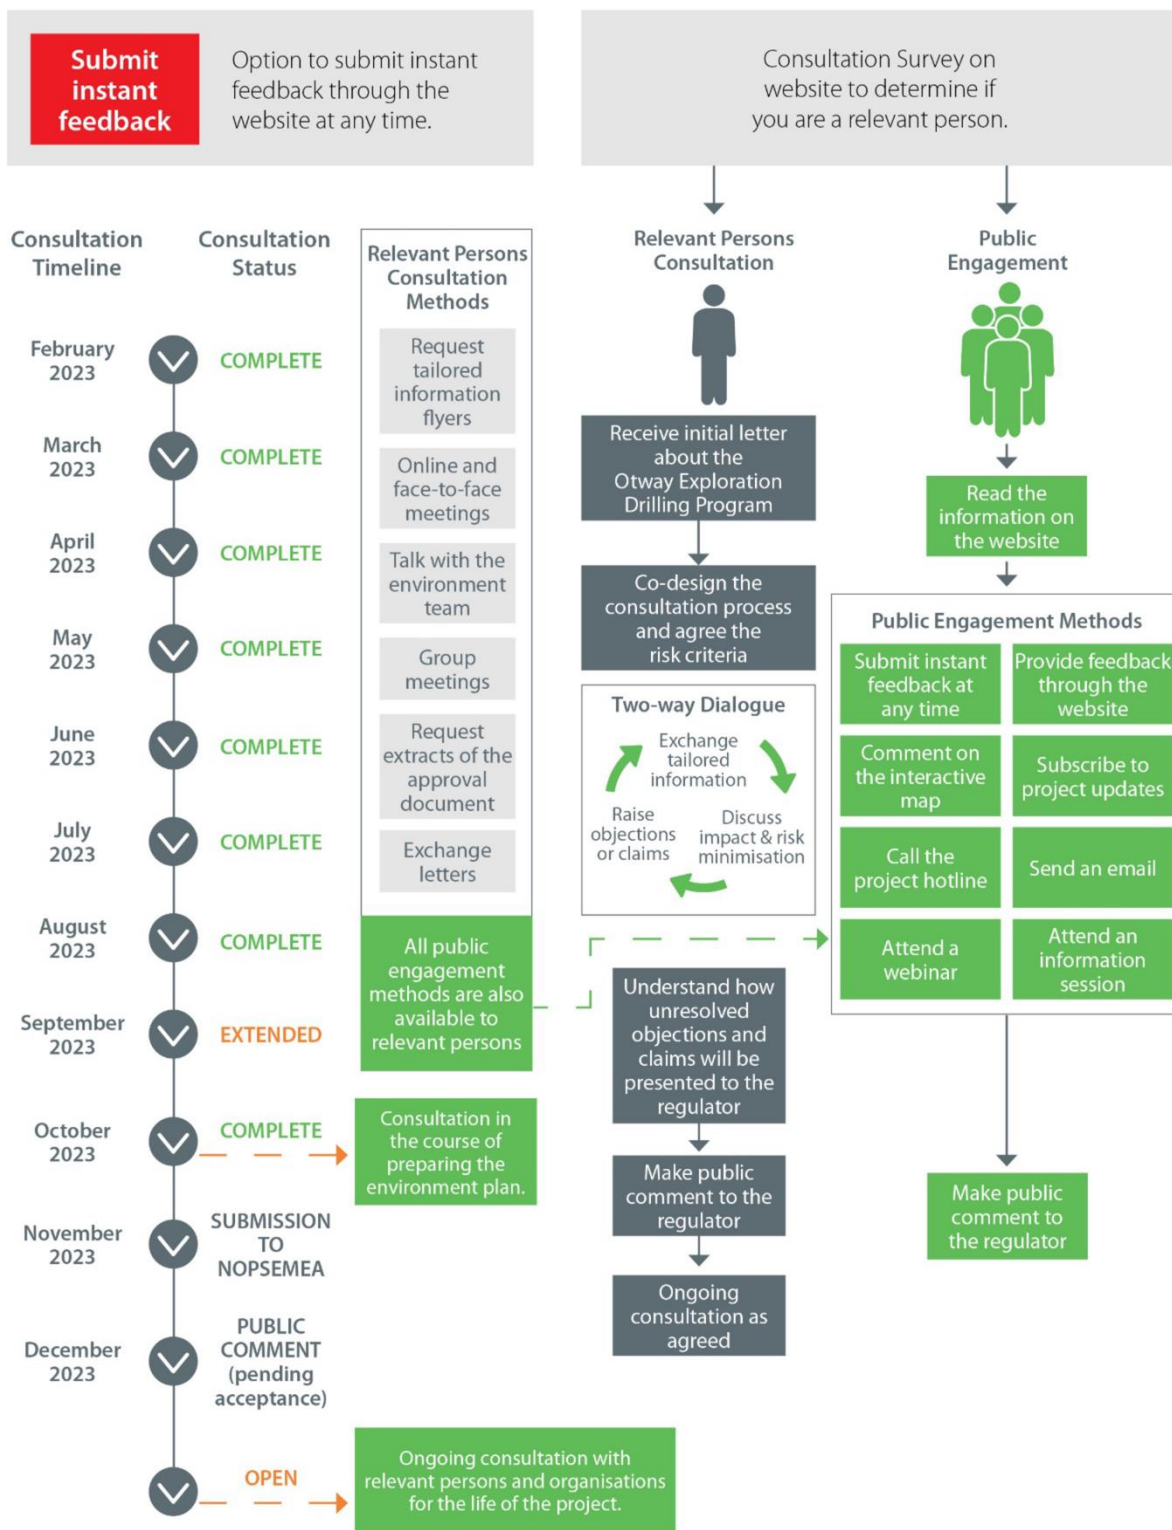 Submit
instant
feedback
Option to submit instant
feedback through the
website at any time.
Consultation Survey on
website to determine if
you are a relevant person.
Consultation
Timeline
Consultation
Status
February
2023
COMPLETE
March
2023
COMPLETE
April
2023
COMPLETE
May
2023
COMPLETE
June
2023
COMPLETE
July
2023
COMPLETE
August
2023
COMPLETE
September
2023
EXTENDED
October
2023
COMPLETE
November
2023
SUBMISSION
TO
NOPSEMEA
December
2023
PUBLIC
COMMENT
(pending
acceptance)
OPEN
Relevant Persons
Consultation
Methods
Request
tailored
information
flyers
Online and
face-to-face
meetings
Talk with the
environment
team
Group
meetings
Request
extracts of the
approval
document
Exchange
letters
All public
engagement
methods are also
available to
relevant persons
Consultation in
the course of
preparing the
environment plan.
Ongoing consultation with
relevant persons and organisations
for the life of the project.
Relevant Persons
Consultation
Receive initial letter
about the
Otway Exploration
Drilling Program
Co-design the
consultation process
and agree the
risk criteria
Two-way Dialogue
Exchange
tailored
information
Discuss
impact & risk
minimisation
Raise
objections
or claims
Understand how
unresolved
objections and
claims will be
presented to the
regulator
Make public
comment to the
regulator
Ongoing
consultation as
agreed
Public
Engagement
Read the
information on
the website
Public Engagement Methods
Submit instant
feedback at
any time
Provide feedback
through the
website
Comment on
the interactive
map
Subscribe to
project updates
Call the
project hotline
Send an email
Attend a
webinar
Attend an
information
session
Make public
comment to
the regulator